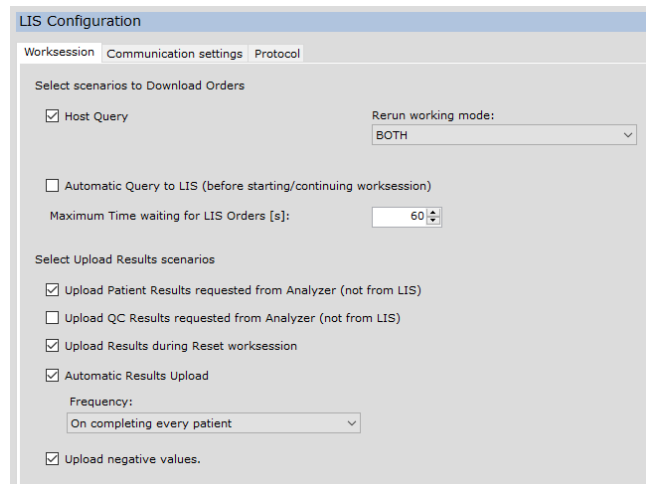 LIS Configuration
Worksession Communication settings Protocol
Select scenarios to Download Orders
Host Query
Rerun working mode:
BOTH
Automatic Query to LIS (before starting/continuing worksession)
Maximum Time waiting for LIS Orders [s]: 60
Select Upload Results scenarios
Upload Patient Results requested from Analyzer (not from LIS)
Upload QC Results requested from Analyzer (not from LIS)
Upload Results during Reset worksession
Automatic Results Upload
Frequency:
On completing every patient
Upload negative values.